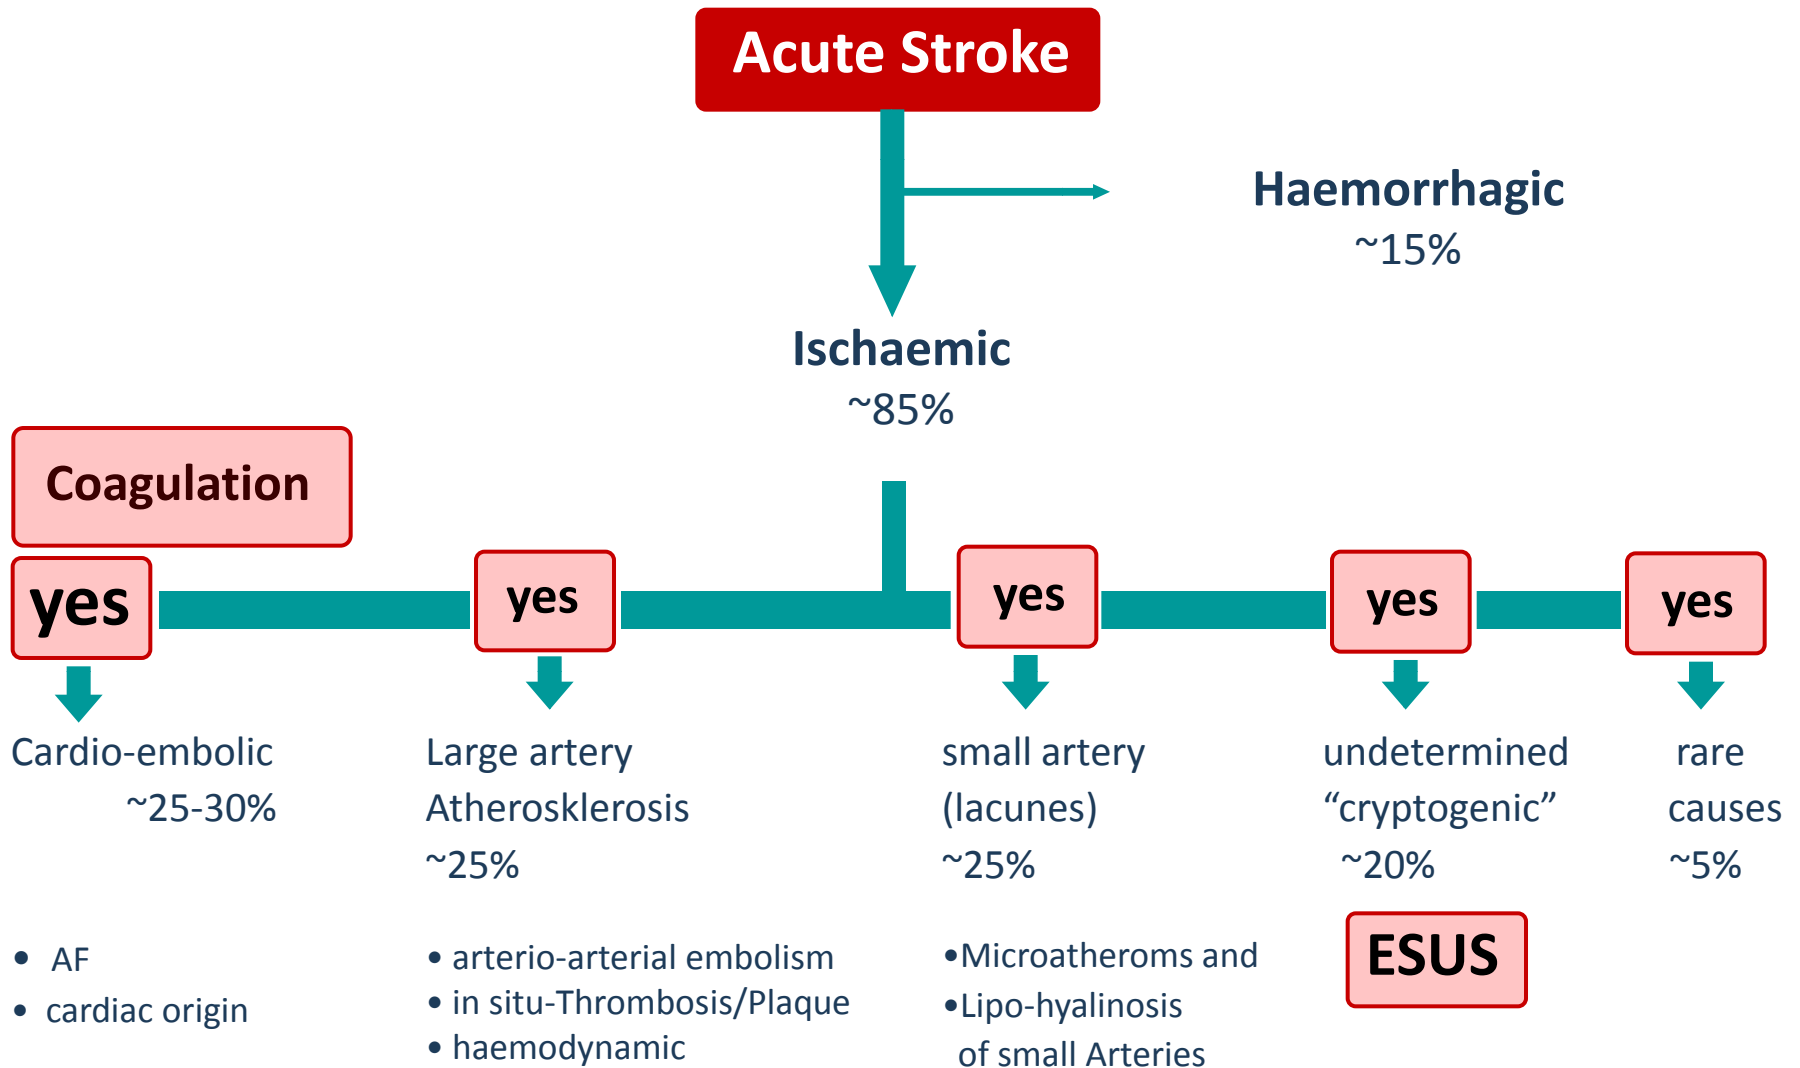 Acute Stroke
Haemorrhagic
~15%
Ischaemic
~85%
Coagulation
yes
yes
yes
yes
yes
Cardio-embolic
~25-30%
• AF
• cardiac origin
Large artery
Atherosklerosis
~25%
• arterio-arterial embolism
• in situ-Thrombosis/Plaque
• haemodynamic
small artery
(lacunes)
~25%
•Microatheroms and
•Lipo-hyalinosis
of small Arteries
undetermined
“cryptogenic”
~20%
ESUS
rare
causes
~5%